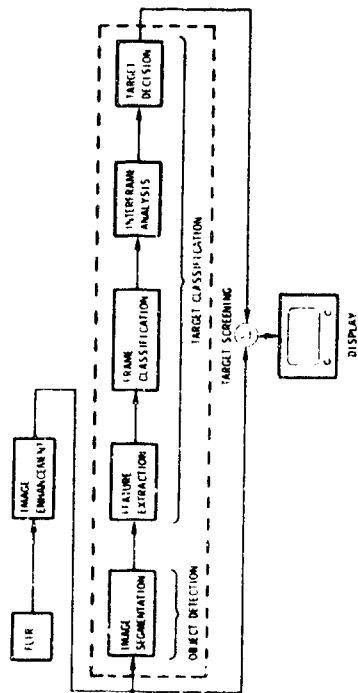 FLIR
IMAGE
ENHANCEMENT
IMAGE
SEGMENTATION
FEATURE
EXTRACTION
FRAME
CLASSIFICATION
INTERFRAME
ANALYSIS
TARGET
DECISION
OBJECT DETECTION
TARGET CLASSIFICATION
TARGET SCREENING
DISPLAY